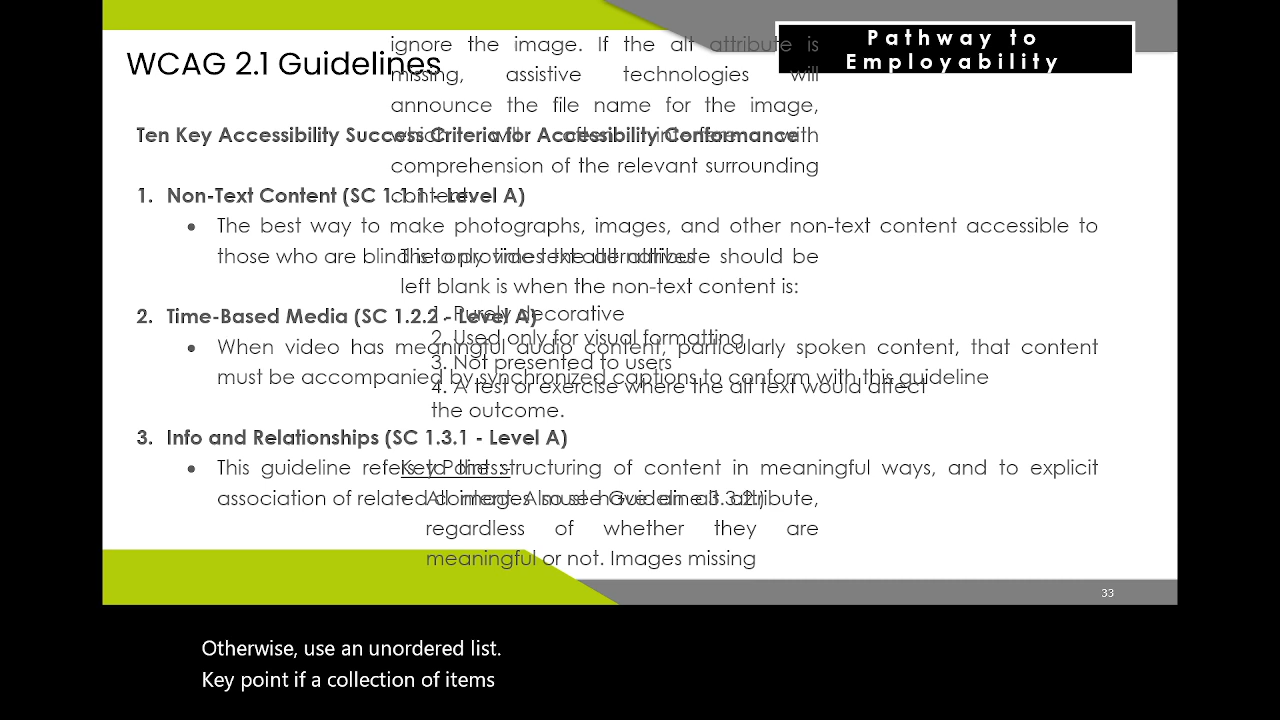 Pathway to
Employability
WCAG 2.1 Guidelines
Ten Key Accessibility Success Criteria for Accessibility Conformance
1. Non-Text Content (SC 1.1.1 - Level A)
• The best way to make photographs, images, and other non-text content accessible to
those who are blind is to provide text alternatives
2. Time-Based Media (SC 1.2.2 - Level A)
• When video has meaningful audio content, particularly spoken content, that content
must be accompanied by synchronized captions to conform with this guideline
3. Info and Relationships (SC 1.3.1 - Level A)
• This guideline refers to the structuring of content in meaningful ways, and to explicit
association of related content. Also see Guideline 3.3.2.)
ignore the image. If the alt attribute is
missing, assistive technologies will
announce the file name for the image,
which will often interfere with
comprehension of the relevant surrounding
content.
The only times the alt attribute should be
left blank is when the non-text content is:
1. Purely decorative
2. Used only for visual formatting
3. Not presented to users
4. A test or exercise where the alt text would affect
the outcome.
Key Points:-
• All images must have an alt attribute,
regardless of whether they are
meaningful or not. Images missing
33
Otherwise, use an unordered list.
Key point if a collection of items